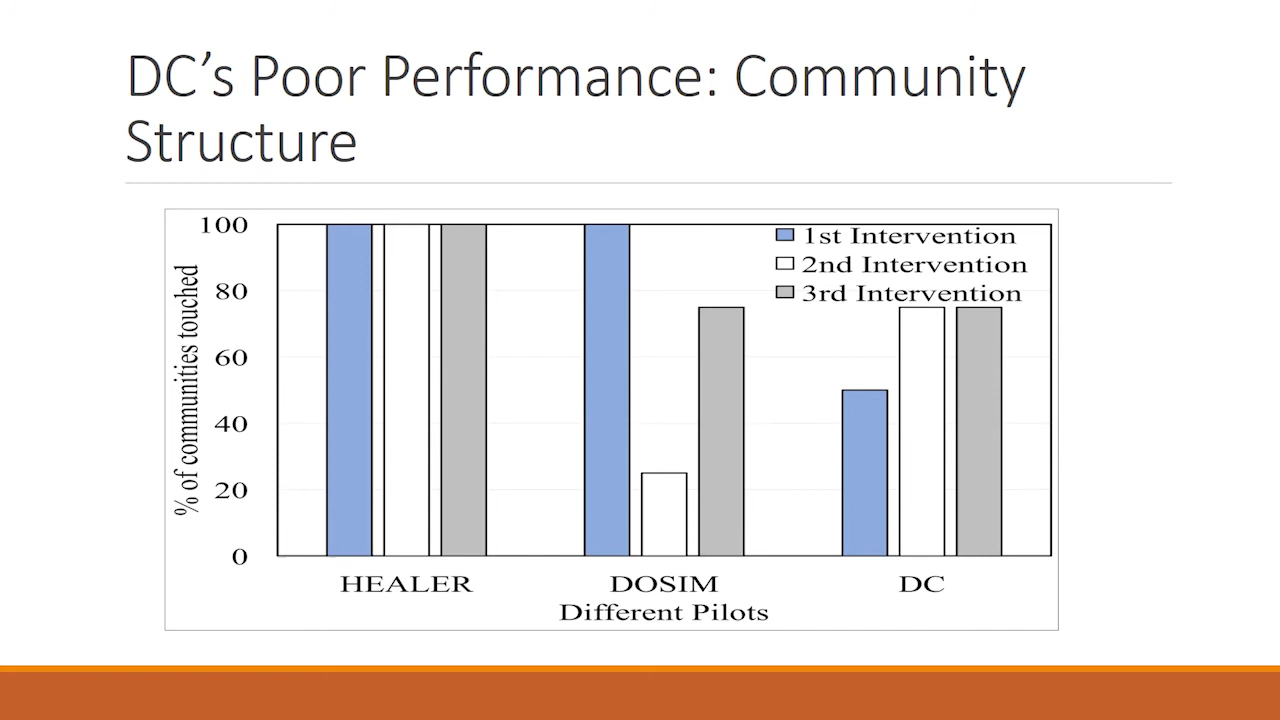 DC’s Poor Performance: Community
Structure
100
80
60
40
20
0
% of communities touched
1st Intervention
2nd Intervention
3rd Intervention
HEALER
DOSIM
DC
Different Pilots